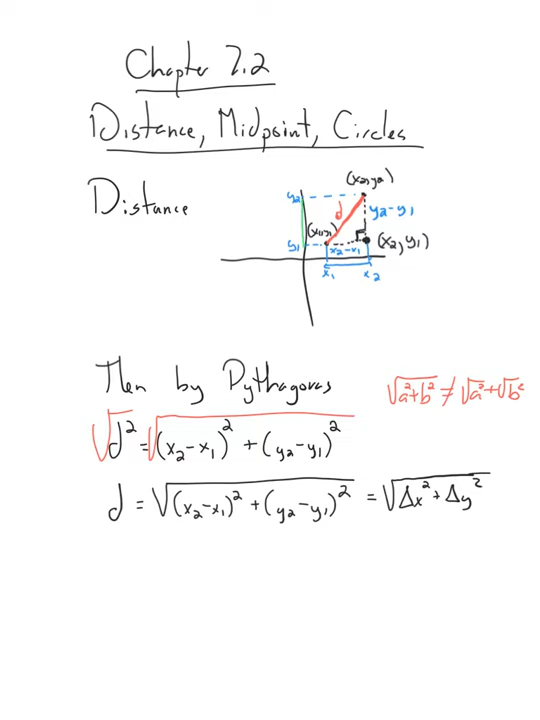 Chapter 7.2
Distance, Midpoint, Circles
Distance
(x₂,y₂)
y₂
d
y₂-y₁
(x₁,y₁)
y₁
(x₂,y₁)
x₂-x₁
x₁
x₂
Then by Pythagoras
√a²+b² ≠ √a²+√b²
√d² = √(x₂-x₁)² + (y₂-y₁)²
d = √(x₂-x₁)² + (y₂-y₁)² = √Δx² + Δy²